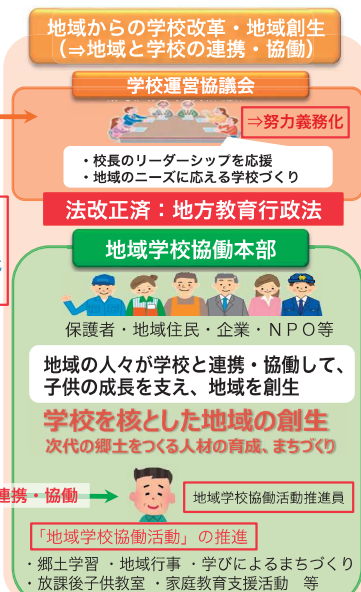 地域からの学校改革・地域創生
(⇒地域と学校の連携・協働)
学校運営協議会
⇒努力義務化
・校長のリーダーシップを応援
・地域のニーズに応える学校づくり
法改正済：地方教育行政法
地域学校協働本部
保護者・地域住民・企業・ＮＰＯ等
地域の人々が学校と連携・協働して、
子供の成長を支え、地域を創生
学校を核とした地域の創生
次代の郷土をつくる人材の育成、まちづくり
連携・協働
地域学校協働活動推進員
「地域学校協働活動」の推進
・郷土学習 ・地域行事 ・学びによるまちづくり
・放課後子供教室 ・家庭教育支援活動　等